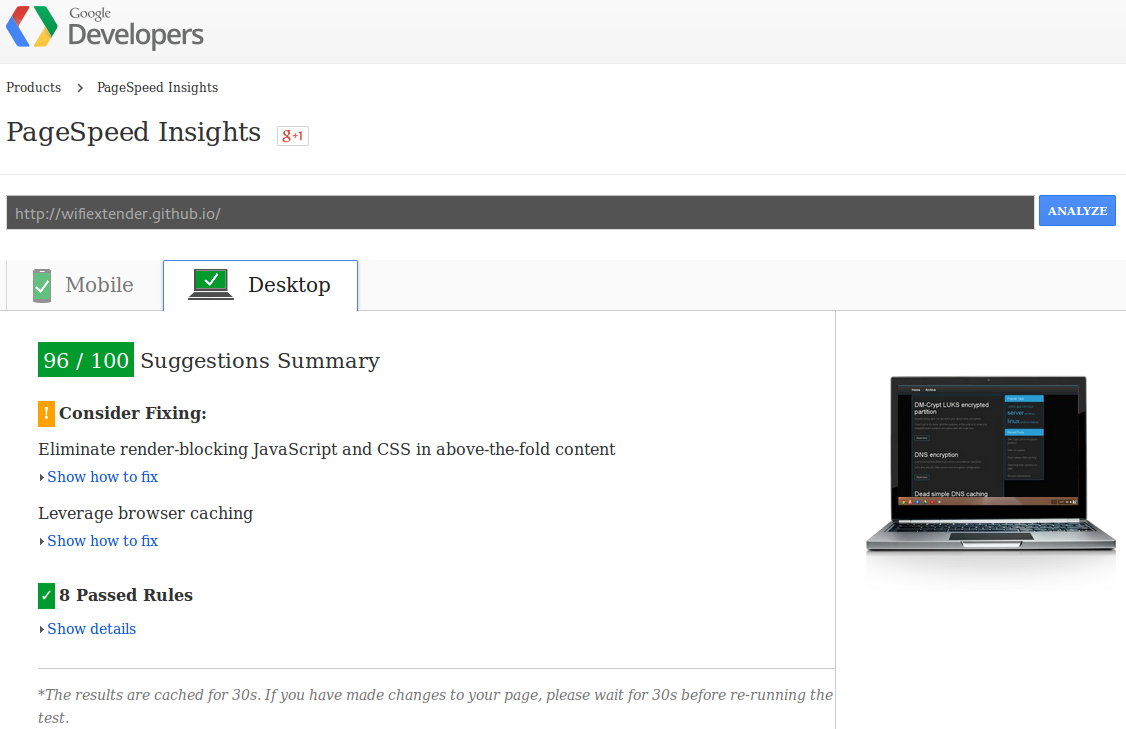 Google
Developers
Products > PageSpeed Insights
PageSpeed Insights g+1
http://wifiextender.github.io/ ANALYZE
Mobile Desktop
96 / 100 Suggestions Summary
! Consider Fixing:
Eliminate render-blocking JavaScript and CSS in above-the-fold content
Show how to fix
Leverage browser caching
Show how to fix
✓ 8 Passed Rules
Show details
*The results are cached for 30s. If you have made changes to your page, please wait for 30s before re-running the
test.
Home Archive
DM-Crypt LUKS encrypted
partition
server
linux
DNS encryption
Dead simple DNS caching